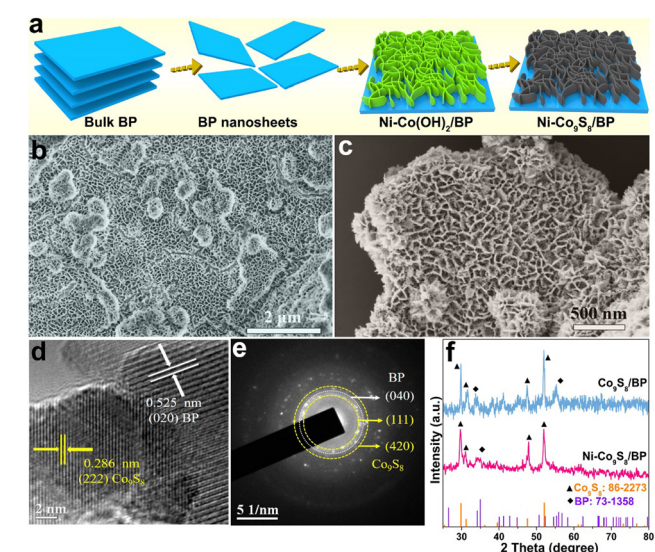 a
Bulk BP
BP nanosheets
Ni-Co(OH)₂/BP
Ni-Co₉S₈/BP
b
2 μm
c
500 nm
d
0.525 nm
(020) BP
0.286 nm
(222) Co₉S₈
2 nm
e
BP
(040)
(111)
(420)
Co₉S₈
5 1/nm
f
Intensity (a.u.)
Co₉S₈/BP
Ni-Co₉S₈/BP
▲Co₉S₈: 86-2273
◆BP: 73-1358
30 40 50 60 70 80
2 Theta (degree)